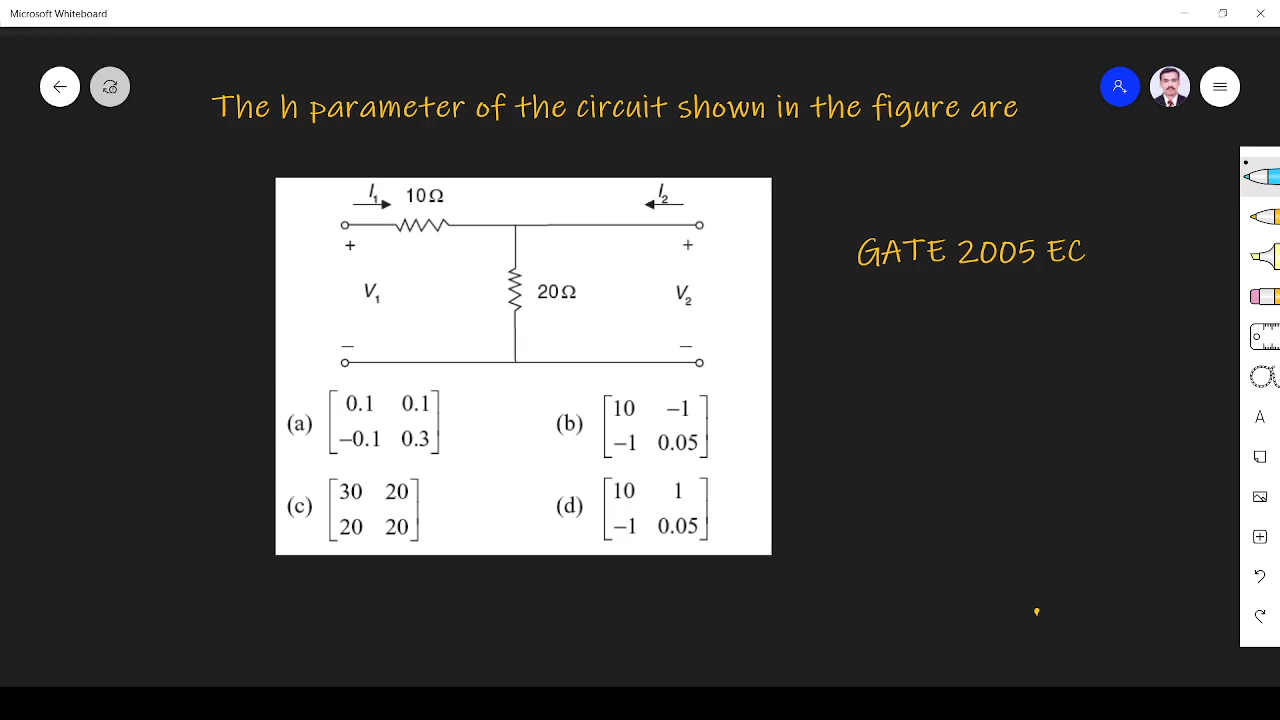 Microsoft Whiteboard
The h parameter of the circuit shown in the figure are
I₁ 10Ω I₂
+ +
GATE 2005 EC
V₁ 20Ω V₂
− −
(a) [0.1 0.1 (b) [10 −1
−0.1 0.3] −1 0.05]
(c) [30 20 (d) [10 1
20 20] −1 0.05]
A